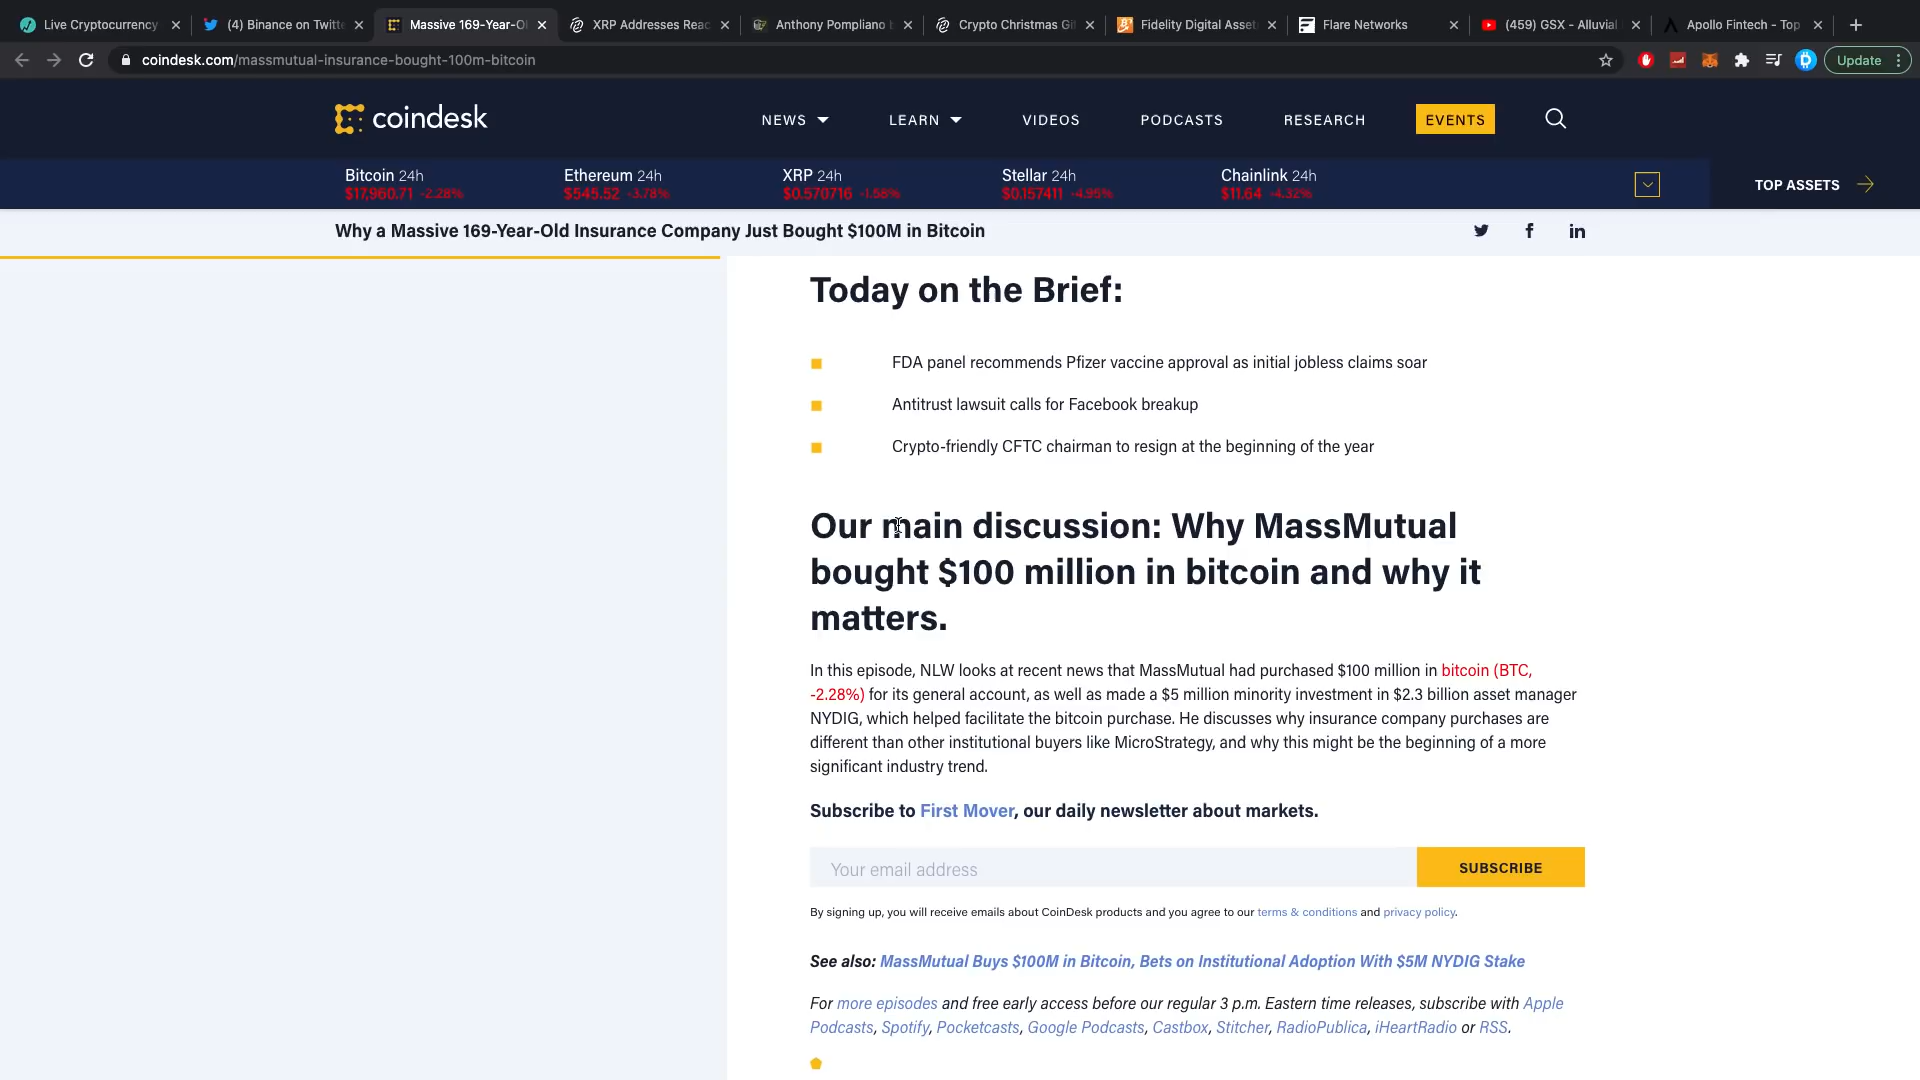 Live Cryptocurrency
(4) Binance on Twitte
Massive 169-Year-Ol
XRP Addresses Reac
Anthony Pompliano b
Crypto Christmas Gi
Fidelity Digital Asset
Flare Networks
(459) GSX - Alluvial
Apollo Fintech - Top
coindesk.com/massmutual-insurance-bought-100m-bitcoin
Update
coindesk
NEWS
LEARN
VIDEOS
PODCASTS
RESEARCH
EVENTS
Bitcoin 24h
$17,960.71 -2.28%
Ethereum 24h
$545.52 -3.78%
XRP 24h
$0.570716 -1.58%
Stellar 24h
$0.157411 -4.95%
Chainlink 24h
$11.64 -4.32%
TOP ASSETS
Why a Massive 169-Year-Old Insurance Company Just Bought $100M in Bitcoin
Today on the Brief:
FDA panel recommends Pfizer vaccine approval as initial jobless claims soar
Antitrust lawsuit calls for Facebook breakup
Crypto-friendly CFTC chairman to resign at the beginning of the year
Our main discussion: Why MassMutual
bought $100 million in bitcoin and why it
matters.
In this episode, NLW looks at recent news that MassMutual had purchased $100 million in bitcoin (BTC,
-2.28%) for its general account, as well as made a $5 million minority investment in $2.3 billion asset manager
NYDIG, which helped facilitate the bitcoin purchase. He discusses why insurance company purchases are
different than other institutional buyers like MicroStrategy, and why this might be the beginning of a more
significant industry trend.
Subscribe to First Mover, our daily newsletter about markets.
Your email address
SUBSCRIBE
By signing up, you will receive emails about CoinDesk products and you agree to our terms & conditions and privacy policy.
See also: MassMutual Buys $100M in Bitcoin, Bets on Institutional Adoption With $5M NYDIG Stake
For more episodes and free early access before our regular 3 p.m. Eastern time releases, subscribe with Apple
Podcasts, Spotify, Pocketcasts, Google Podcasts, Castbox, Stitcher, RadioPublica, iHeartRadio or RSS.